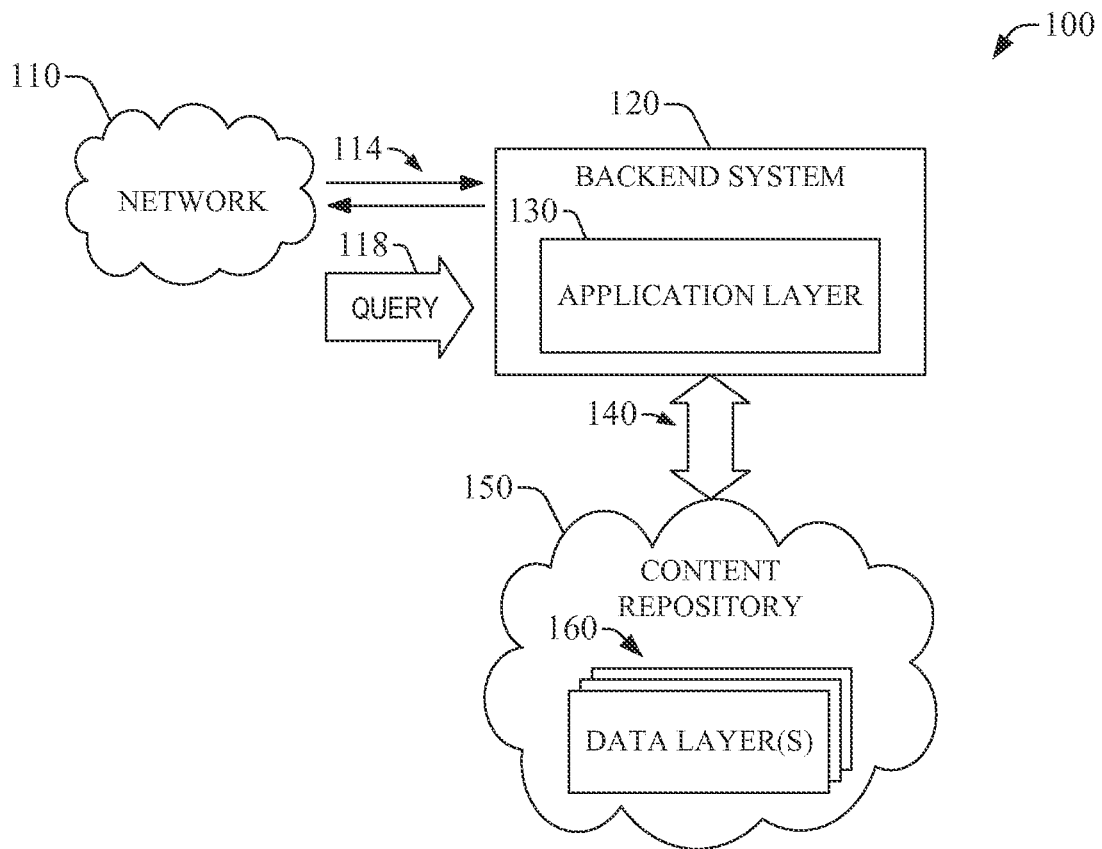 100
110
120
114
NETWORK
BACKEND SYSTEM
130
118
QUERY
APPLICATION LAYER
140
150
CONTENT
REPOSITORY
160
DATA LAYER(S)